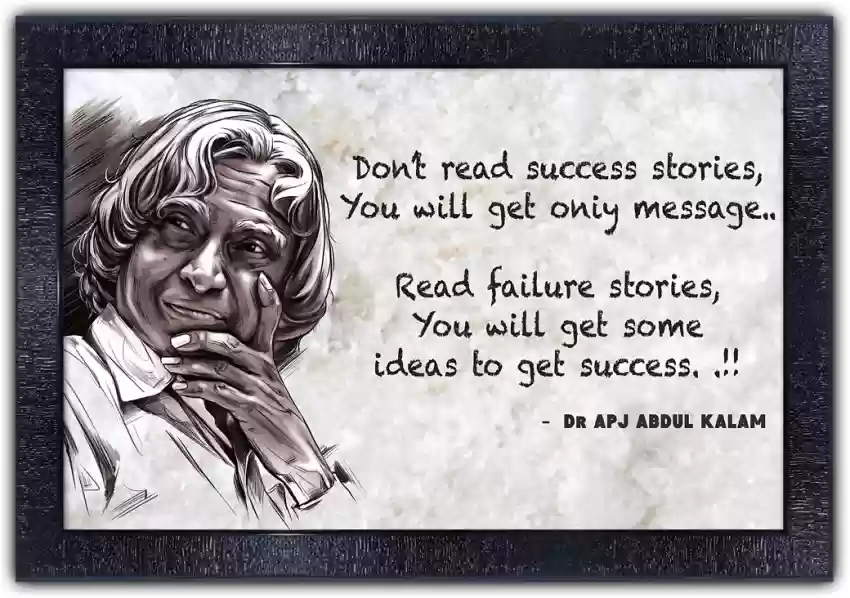 Don't read success stories,
You will get oniy message..
Read failure stories,
You will get some
ideas to get success. .!!
- DR APJ ABDUL KALAM